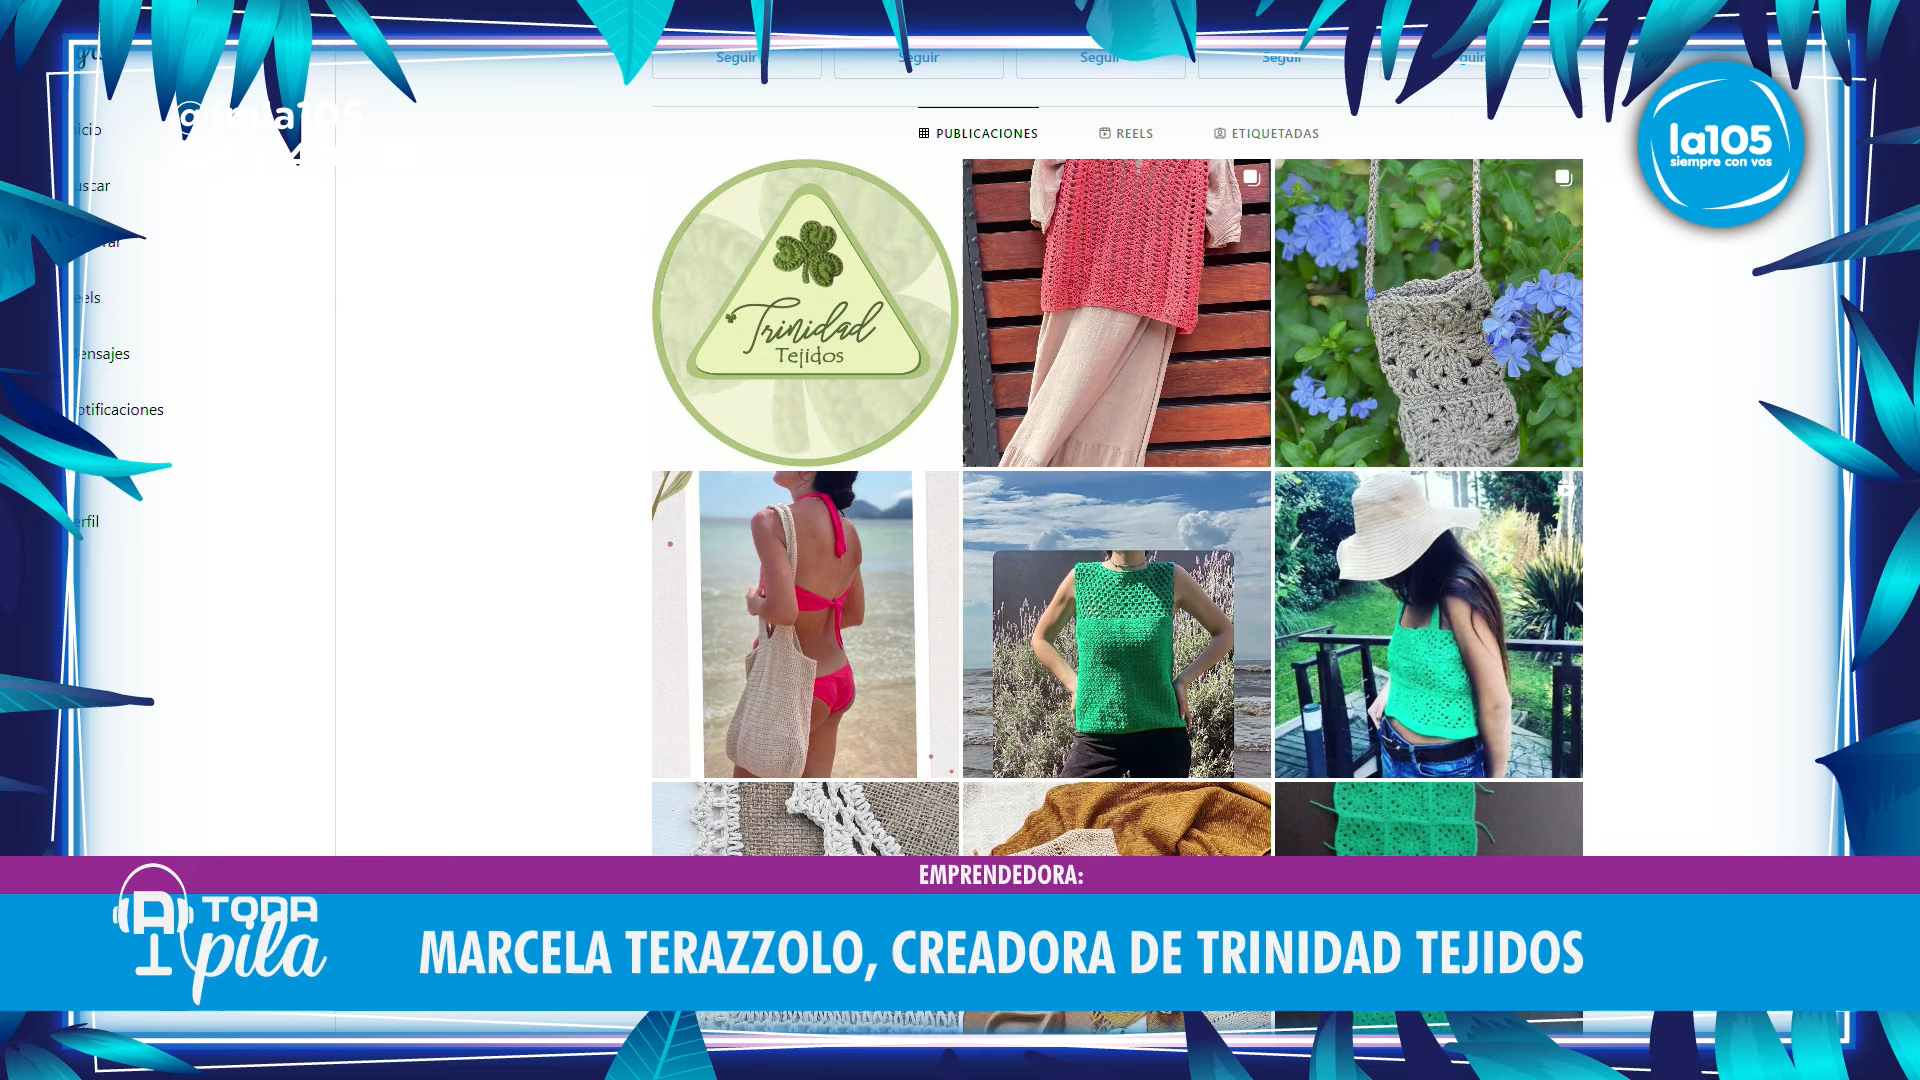 Seguir
Seguir
Seguir
Seguir
@fmla105
la105
siempre con vos
PUBLICACIONES
REELS
ETIQUETADAS
Trinidad
Tejidos
EMPRENDEDORA:
A TODA
pila
MARCELA TERAZZOLO, CREADORA DE TRINIDAD TEJIDOS